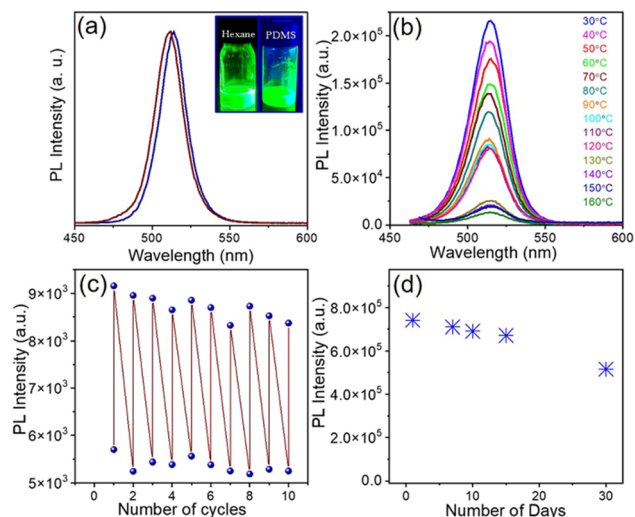 (a)
Hexane PDMS
PL Intensity (a. u.)
450 500 550 600
Wavelength (nm)
(b)
PL Intensity (a. u.)
2.0×10⁵
1.5×10⁵
1.0×10⁵
5.0×10⁴
0.0
30°C
40°C
50°C
60°C
70°C
80°C
90°C
100°C
110°C
120°C
130°C
140°C
150°C
160°C
450 500 550 600
Wavelength (nm)
(c)
PL Intensity (a.u.)
9×10³
8×10³
7×10³
6×10³
5×10³
0 2 4 6 8 10
Number of cycles
(d)
PL Intensity (a.u.)
8.0×10⁵
6.0×10⁵
4.0×10⁵
2.0×10⁵
0.0
0 10 20 30
Number of Days